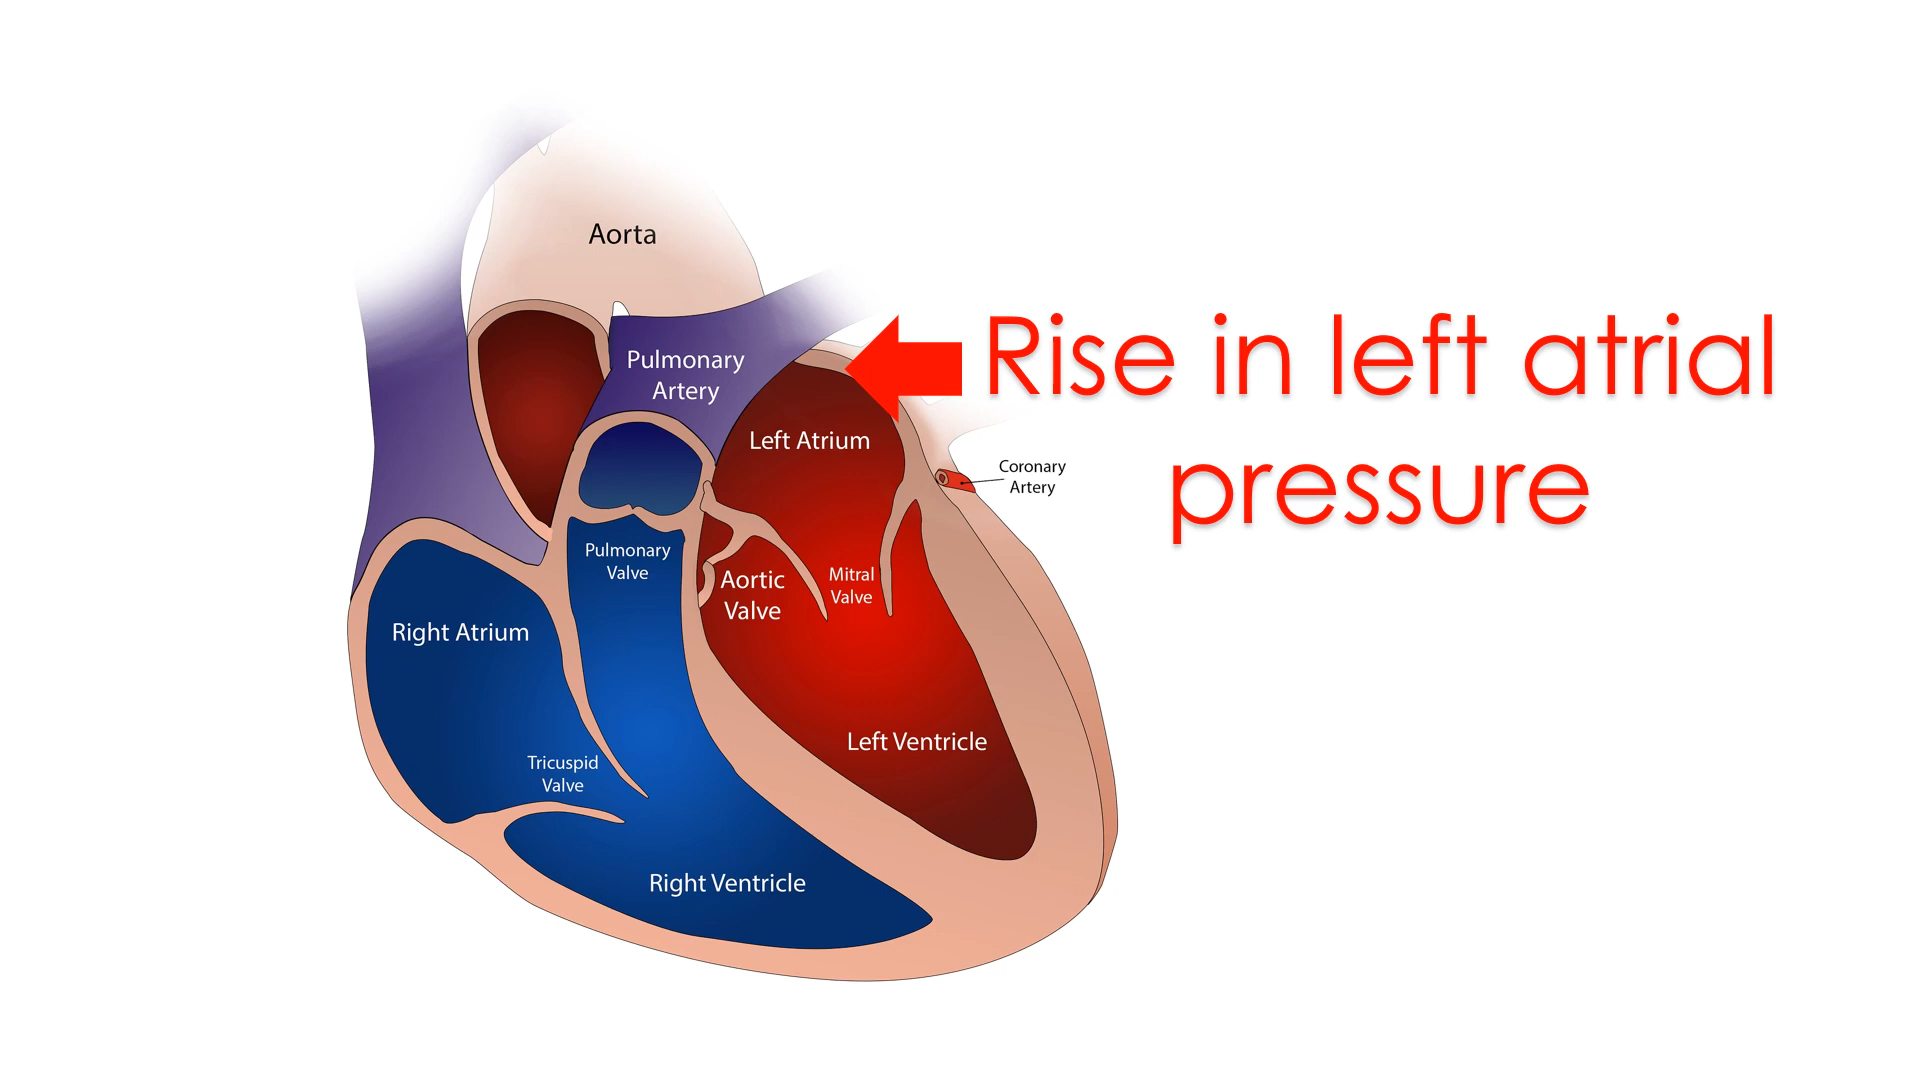 Aorta
Rise in left atrial
pressure
Pulmonary
Artery
Left Atrium
Coronary
Artery
Pulmonary
Valve
Aortic
Valve
Mitral
Valve
Right Atrium
Left Ventricle
Tricuspid
Valve
Right Ventricle